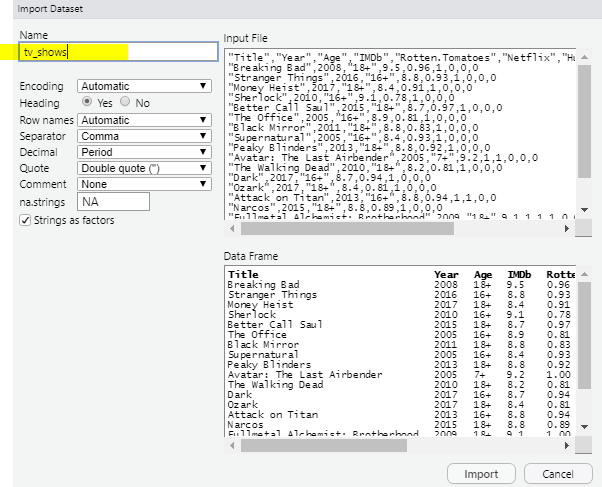 Import Dataset
Name
tv_shows
Encoding Automatic
Heading Yes No
Row names Automatic
Separator Comma
Decimal Period
Quote Double quote (")
Comment None
na.strings NA
Strings as factors
Input File
"Title","Year","Age","IMDb","Rotten.Tomatoes","Netflix","Hu
"Breaking Bad",2008,"18+",9.5,0.96,1,0,0,0
"Stranger Things",2016,"16+",8.8,0.93,1,0,0,0
"Money Heist",2017,"18+",8.4,0.91,1,0,0,0
"Sherlock",2010,"16+",9.1,0.78,1,0,0,0
"Better Call Saul",2015,"18+",8.7,0.97,1,0,0,0
"The Office",2005,"16+",8.9,0.81,1,0,0,0
"Black Mirror",2011,"18+",8.8,0.83,1,0,0,0
"Supernatural",2005,"16+",8.4,0.93,1,0,0,0
"Peaky Blinders",2013,"18+",8.8,0.92,1,0,0,0
"Avatar: The Last Airbender",2005,"7+",9.2,1,1,0,0,0
"The Walking Dead",2010,"18+",8.2,0.81,1,0,0,0
"Dark",2017,"16+",8.7,0.94,1,0,0,0
"Ozark",2017,"18+",8.4,0.81,1,0,0,0
"Attack on Titan",2013,"16+",8.8,0.94,1,1,0,0
"Narcos",2015,"18+",8.8,0.89,1,0,0,0
"Fullmetal Alchemist: Brotherhood",2009,"18+",9.1,1,1,1,0,
Data Frame
Title Year Age IMDb Rotte
Breaking Bad 2008 18+ 9.5 0.96
Stranger Things 2016 16+ 8.8 0.93
Money Heist 2017 18+ 8.4 0.91
Sherlock 2010 16+ 9.1 0.78
Better Call Saul 2015 18+ 8.7 0.97
The Office 2005 16+ 8.9 0.81
Black Mirror 2011 18+ 8.8 0.83
Supernatural 2005 16+ 8.4 0.93
Peaky Blinders 2013 18+ 8.8 0.92
Avatar: The Last Airbender 2005 7+ 9.2 1.00
The Walking Dead 2010 18+ 8.2 0.81
Dark 2017 16+ 8.7 0.94
Ozark 2017 18+ 8.4 0.81
Attack on Titan 2013 16+ 8.8 0.94
Narcos 2015 18+ 8.8 0.89
Fullmetal Alchemist: Brotherhood 2009 18+ 9.1 1.00
Import Cancel